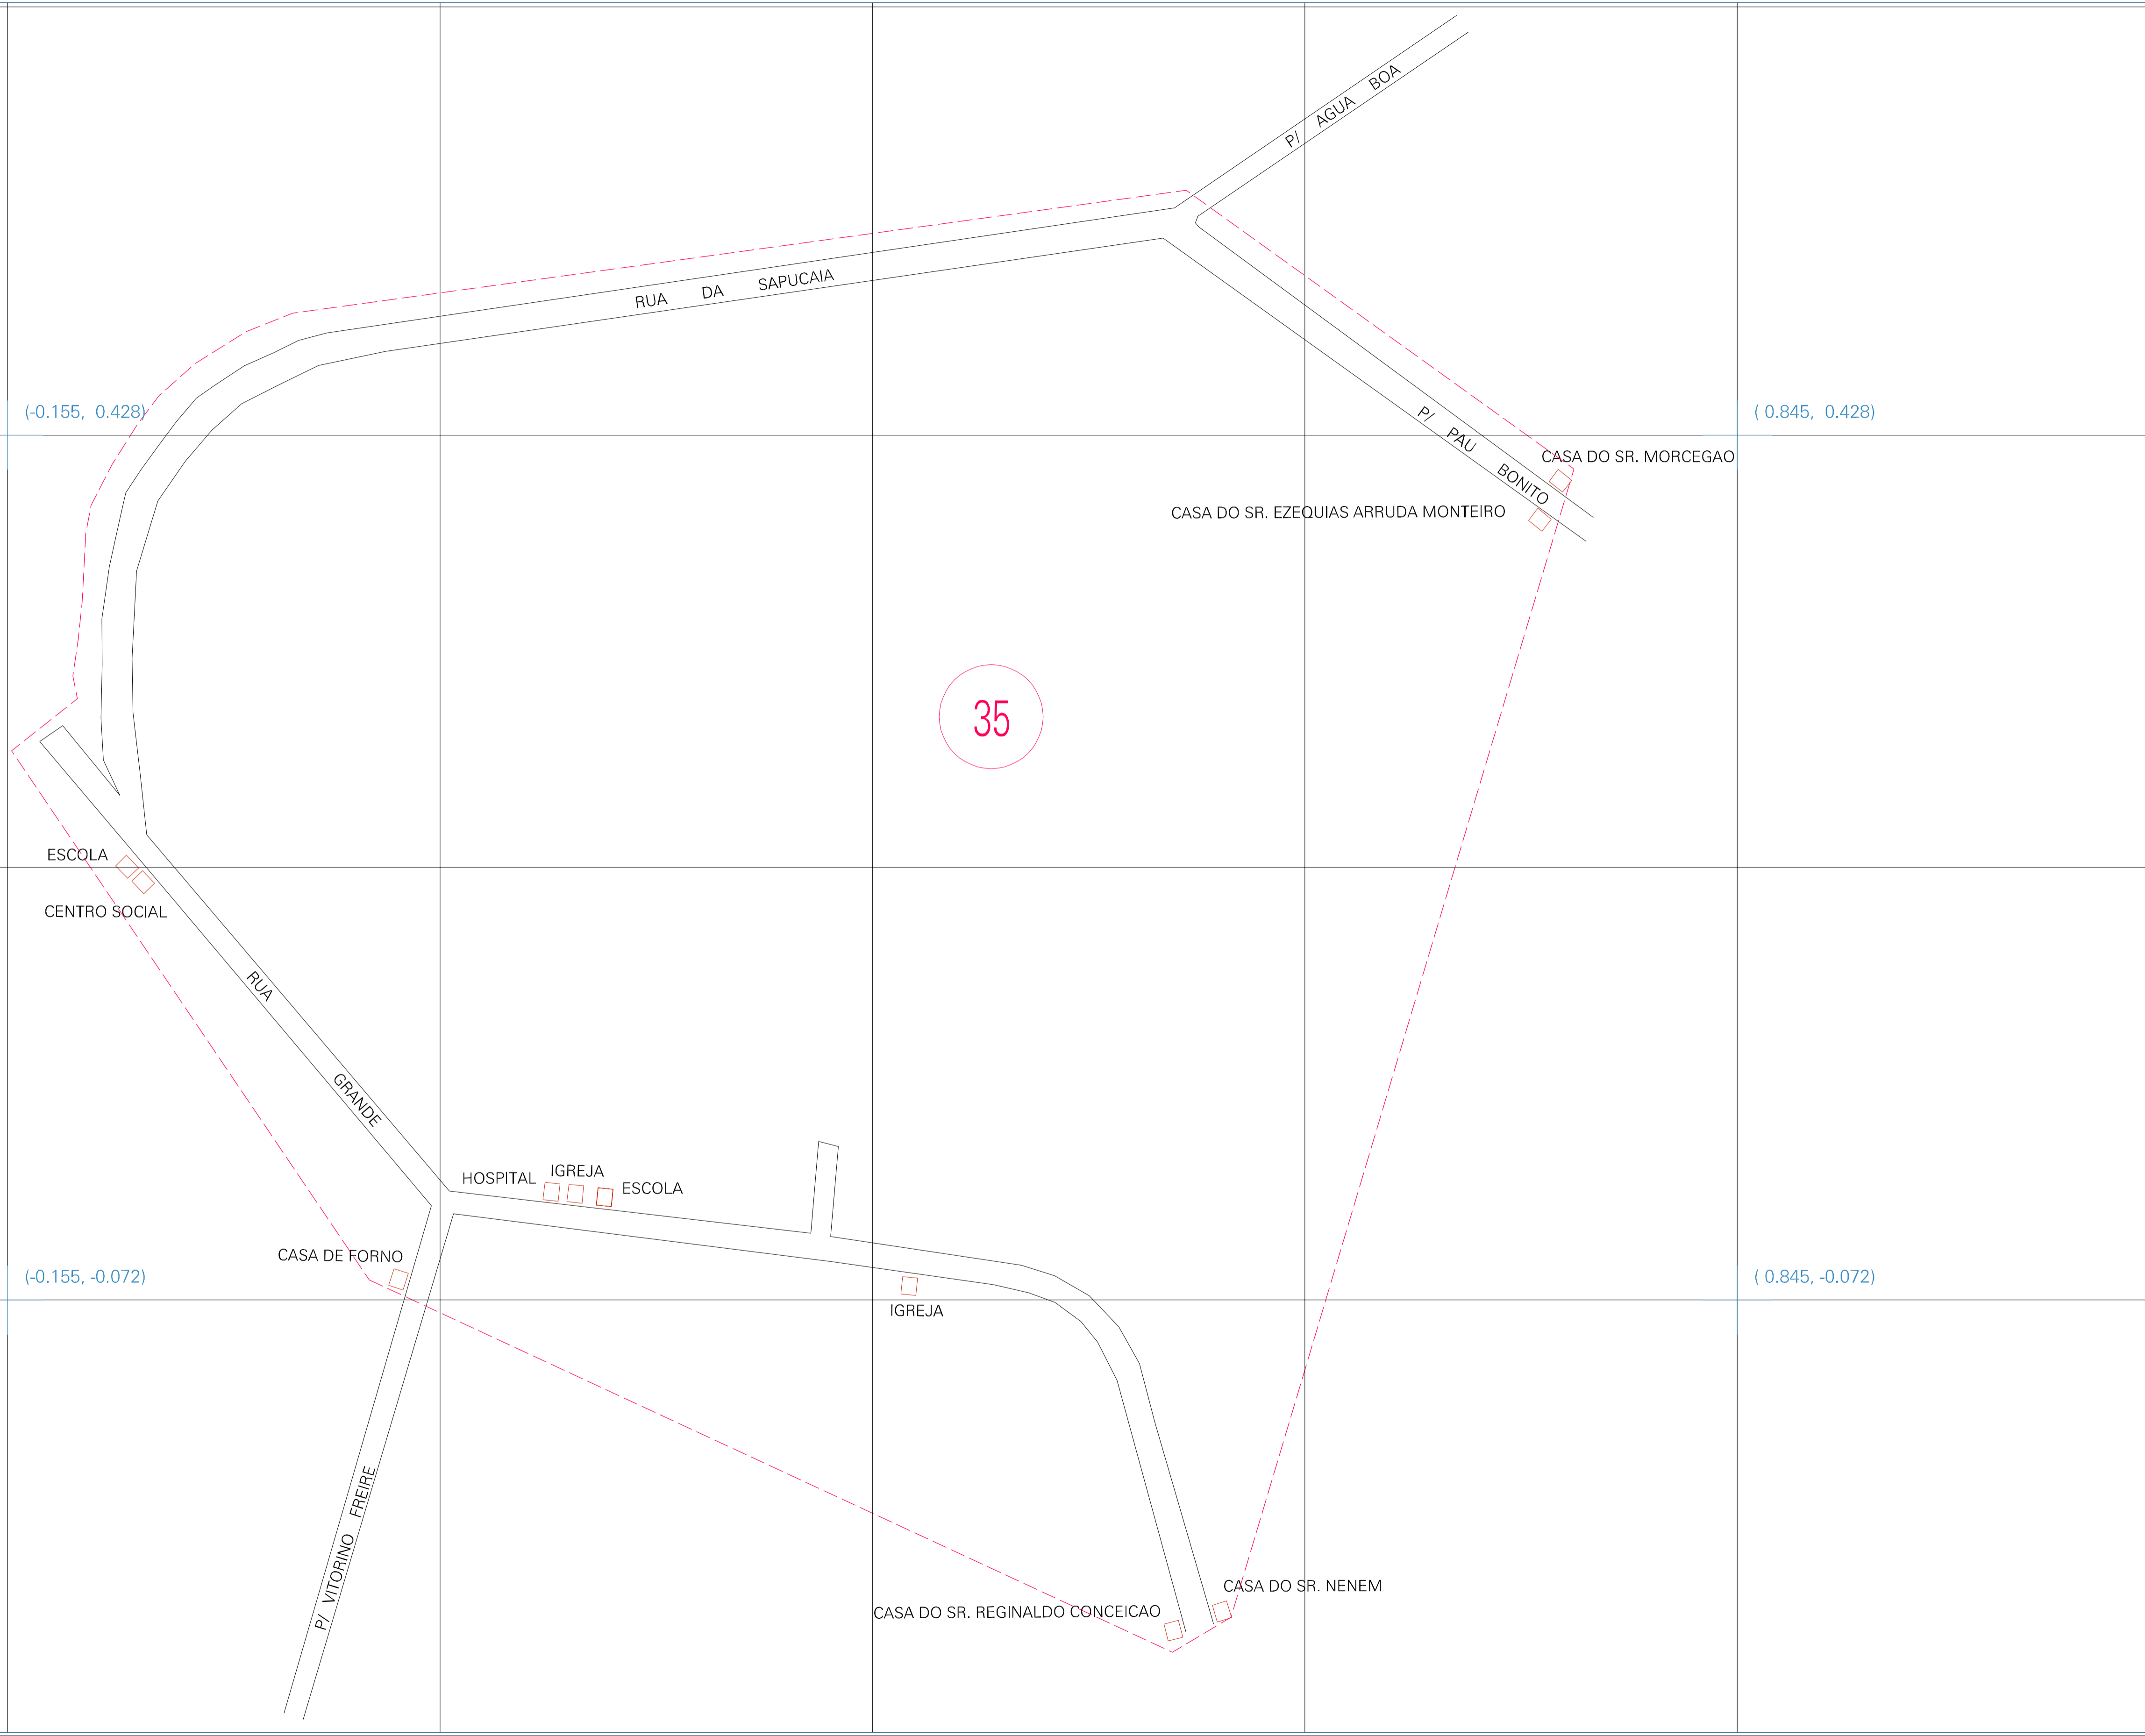 P/ AGUA BOA
RUA DA SAPUCAIA
(-0.155, 0.428)
( 0.845, 0.428)
P/ PAU BONITO
CASA DO SR. MORCEGAO
CASA DO SR. EZEQUIAS ARRUDA MONTEIRO
35
ESCOLA
CENTRO SOCIAL
RUA GRANDE
HOSPITAL
IGREJA
ESCOLA
CASA DE FORNO
(-0.155, -0.072)
( 0.845, -0.072)
IGREJA
P/ VITORINO FREIRE
CASA DO SR. NENEM
CASA DO SR. REGINALDO CONCEICAO